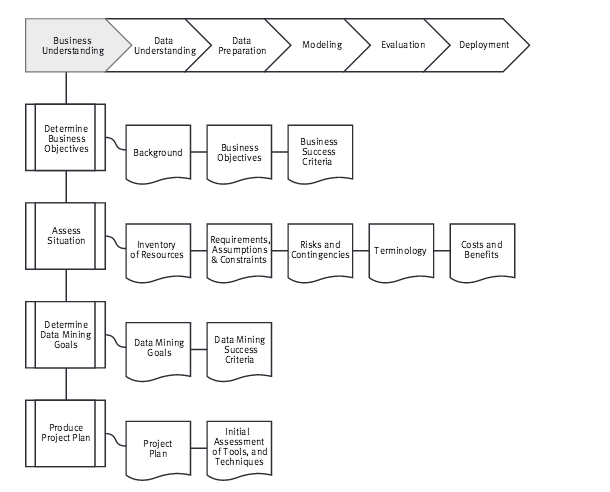 Business
Understanding
Data
Understanding
Data
Preparation
Modeling
Evaluation
Deployment
Determine
Business
Objectives
Background
Business
Objectives
Business
Success
Criteria
Assess
Situation
Inventory
of Resources
Requirements,
Assumptions
& Constraints
Risks and
Contingencies
Terminology
Costs and
Benefits
Determine
Data Mining
Goals
Data Mining
Goals
Data Mining
Success
Criteria
Produce
Project Plan
Project
Plan
Initial
Assessment
of Tools, and
Techniques